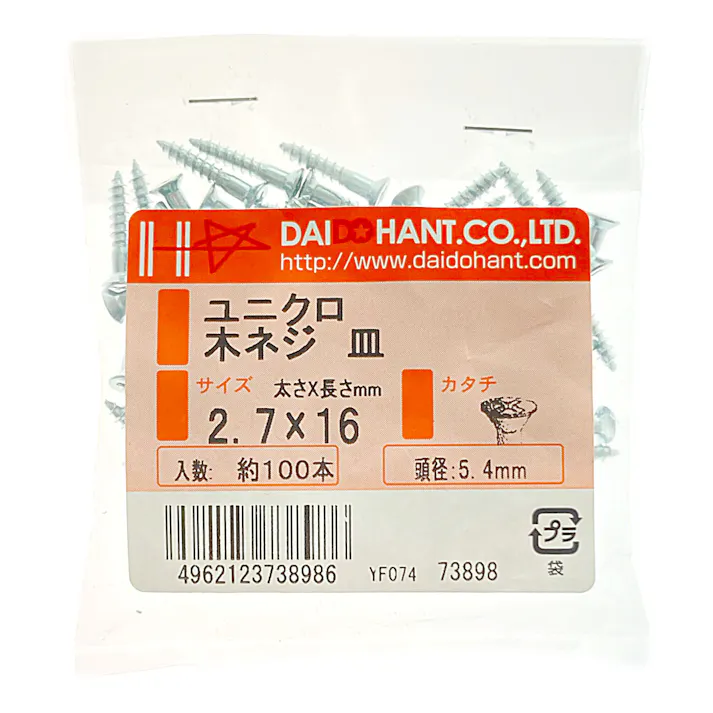 DAIDOHANT.CO.,LTD.
http://www.daidohant.com
ユニクロ
木ネジ 皿
サイズ 太さX長さmm カタチ
2.7×16
入数: 約100本 頭径:5.4mm
4962123738986 YF074 73898
プラ
袋